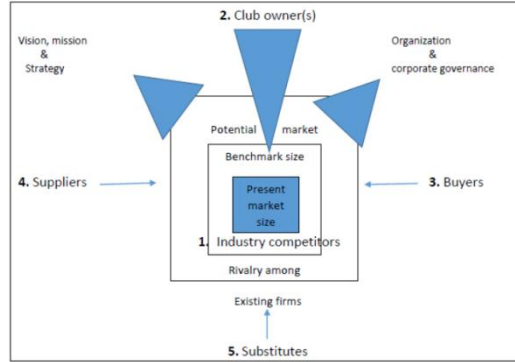 2. Club owner(s)
Vision, mission
&
Strategy
Organization
&
corporate governance
Potential market
Benchmark size
4. Suppliers
3. Buyers
Present
market
size
1. Industry competitors
Rivalry among
Existing firms
5. Substitutes